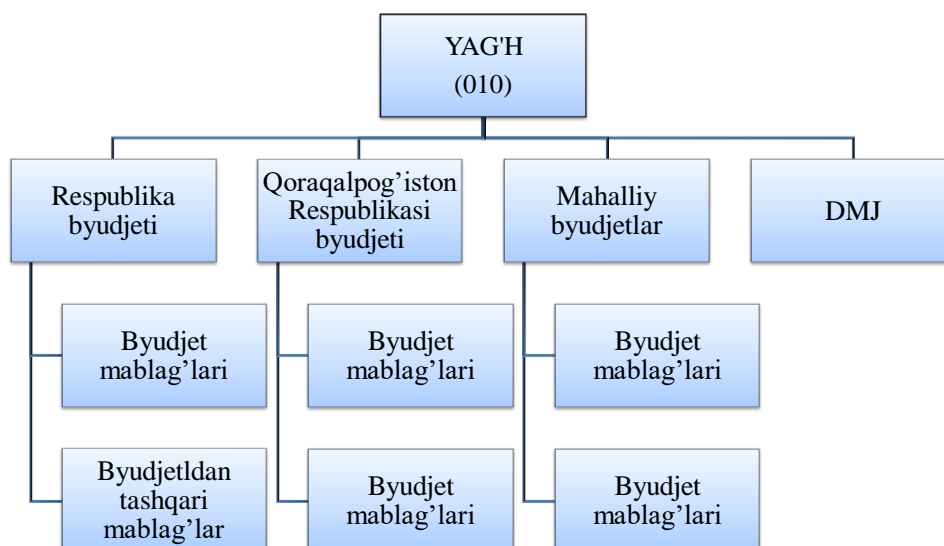 YAG'H
(010)
Respublika
byudjeti
Qoraqalpog’iston
Respublikasi
byudjeti
Mahalliy
byudjetlar
DMJ
Byudjet
mablag’lari
Byudjet
mablag’lari
Byudjet
mablag’lari
Byudjetldan
tashqari
mablag’lar
Byudjet
mablag’lari
Byudjet
mablag’lari